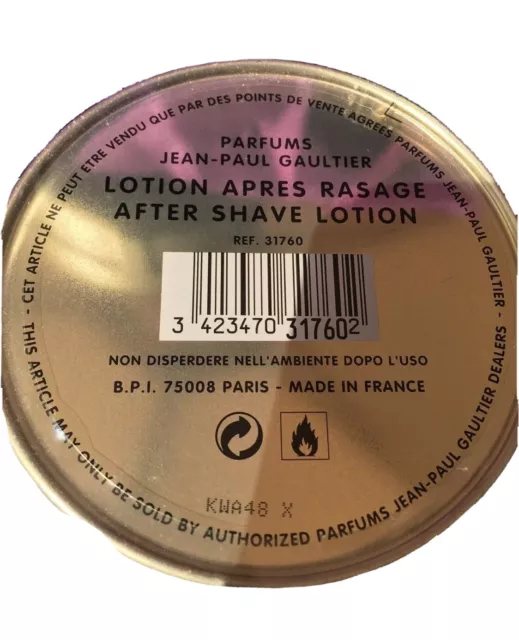 - CET ARTICLE NE PEUT ETRE VENDU QUE PAR DES POINTS DE VENTE AGREES PARFUMS JEAN-PAUL GAULTIER -
PARFUMS
JEAN-PAUL GAULTIER
LOTION APRES RASAGE
AFTER SHAVE LOTION
REF. 31760
3 423470 317602
NON DISPERDERE NELL'AMBIENTE DOPO L'USO
B.P.I. 75008 PARIS - MADE IN FRANCE
KWA48 X
THIS ARTICLE MAY ONLY BE SOLD BY AUTHORIZED PARFUMS JEAN-PAUL GAULTIER DEALERS